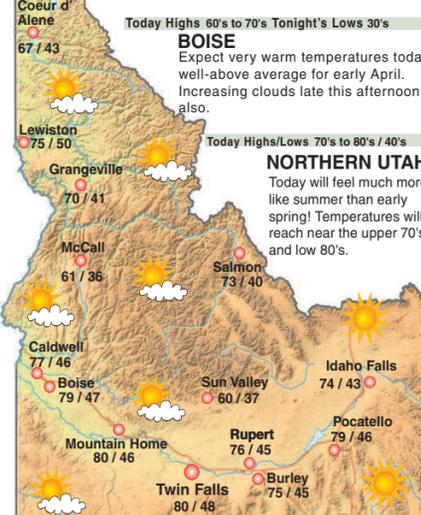 Coeur d'
Alene
67 / 43
Today Highs 60's to 70's Tonight's Lows 30's
BOISE
Expect very warm temperatures toda
well-above average for early April.
Increasing clouds late this afternoon
also.
Lewiston
75 / 50
Today Highs/Lows 70's to 80's / 40's
Grangeville
70 / 41
NORTHERN UTAH
Today will feel much more
like summer than early
spring! Temperatures will
reach near the upper 70's
and low 80's.
McCall
61 / 36
Salmon
73 / 40
Caldwell
77 / 46
Boise
79 / 47
Sun Valley
60 / 37
Idaho Falls
74 / 43
Mountain Home
80 / 46
Rupert
76 / 45
Pocatello
79 / 46
Twin Falls
80 / 48
Burley
75 / 45